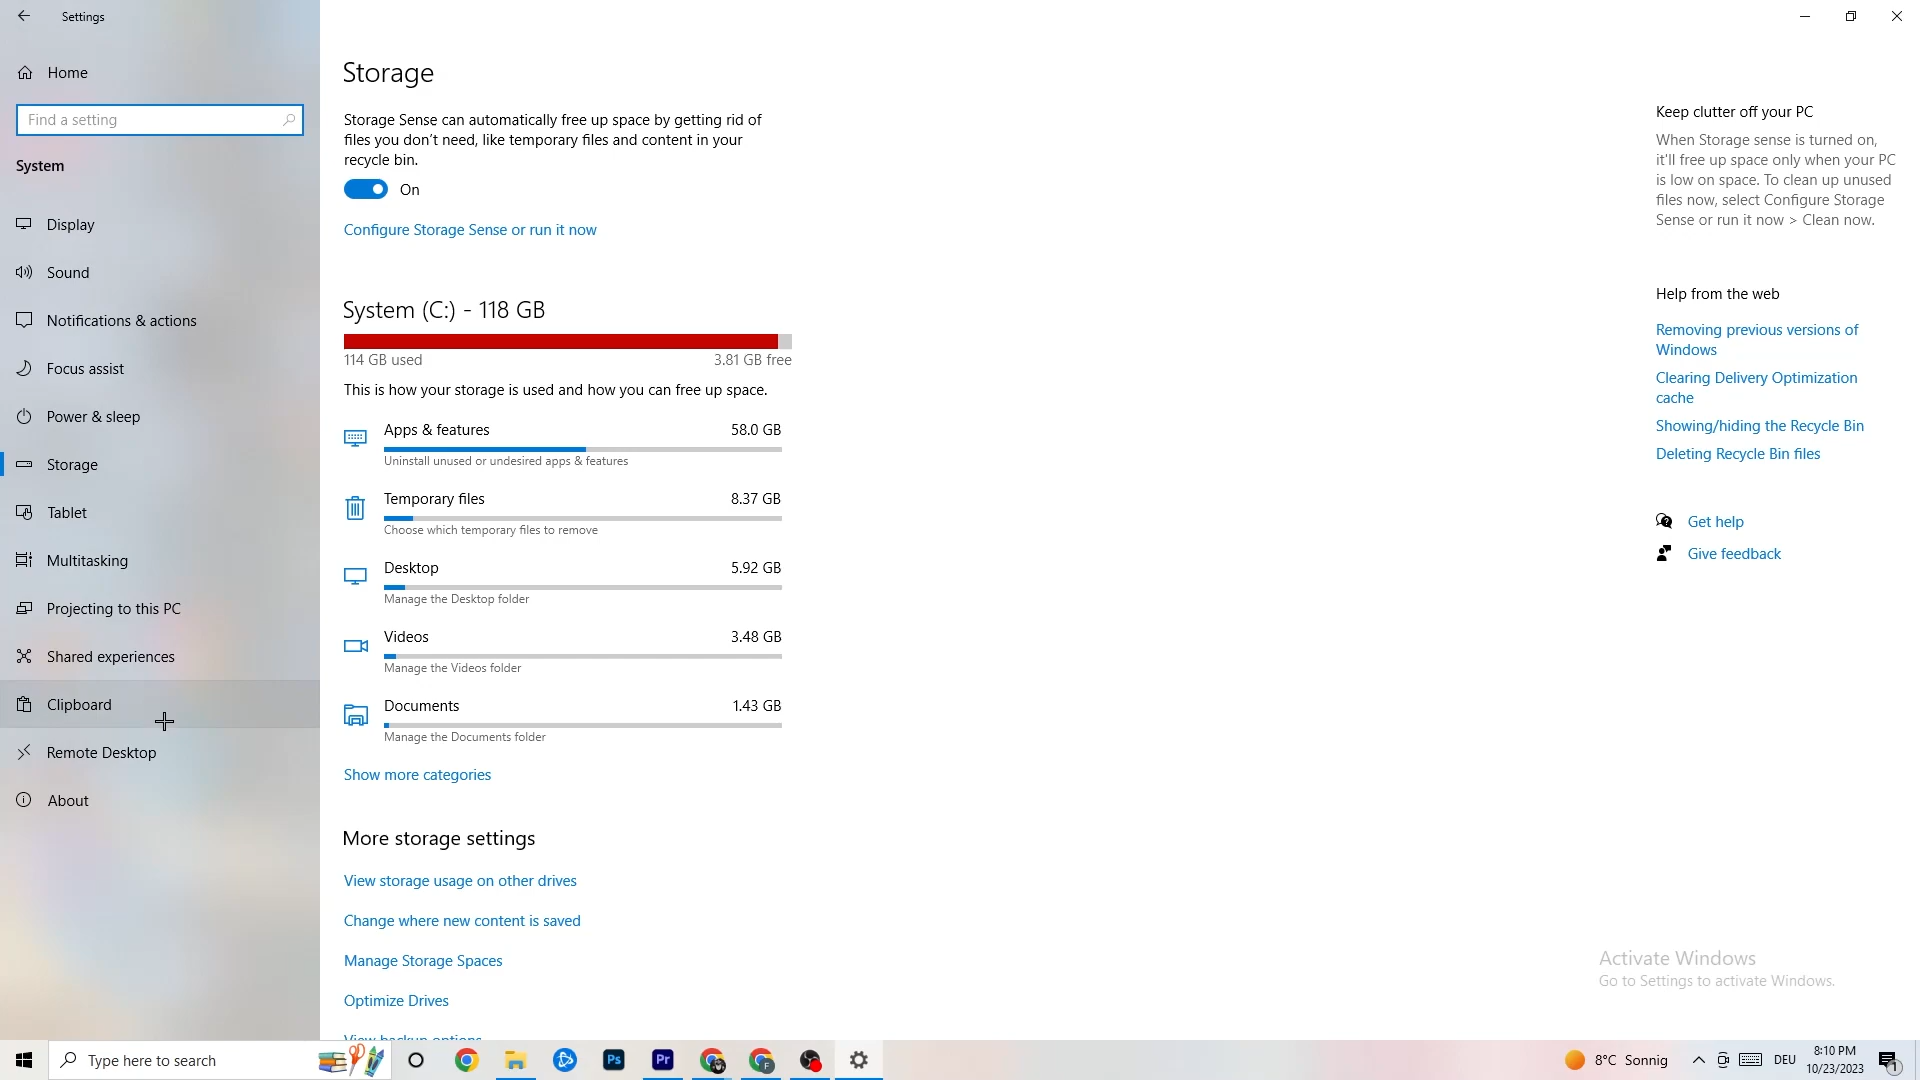 Settings
Home
Find a setting
System
Display
Sound
Notifications & actions
Focus assist
Power & sleep
Storage
Tablet
Multitasking
Projecting to this PC
Shared experiences
Clipboard
Remote Desktop
About
Storage
Storage Sense can automatically free up space by getting rid of
files you don't need, like temporary files and content in your
recycle bin.
On
Configure Storage Sense or run it now
System (C:) - 118 GB
114 GB used 3.81 GB free
This is how your storage is used and how you can free up space.
Apps & features 58.0 GB
Uninstall unused or undesired apps & features
Temporary files 8.37 GB
Choose which temporary files to remove
Desktop 5.92 GB
Manage the Desktop folder
Videos 3.48 GB
Manage the Videos folder
Documents 1.43 GB
Manage the Documents folder
Show more categories
More storage settings
View storage usage on other drives
Change where new content is saved
Manage Storage Spaces
Optimize Drives
View backup options
Keep clutter off your PC
When Storage sense is turned on,
it'll free up space only when your PC
is low on space. To clean up unused
files now, select Configure Storage
Sense or run it now > Clean now.
Help from the web
Removing previous versions of
Windows
Clearing Delivery Optimization
cache
Showing/hiding the Recycle Bin
Deleting Recycle Bin files
Get help
Give feedback
Activate Windows
Go to Settings to activate Windows.
Type here to search
Ps
Pr
F
8°C Sonnig
DEU
8:10 PM
10/23/2023
1